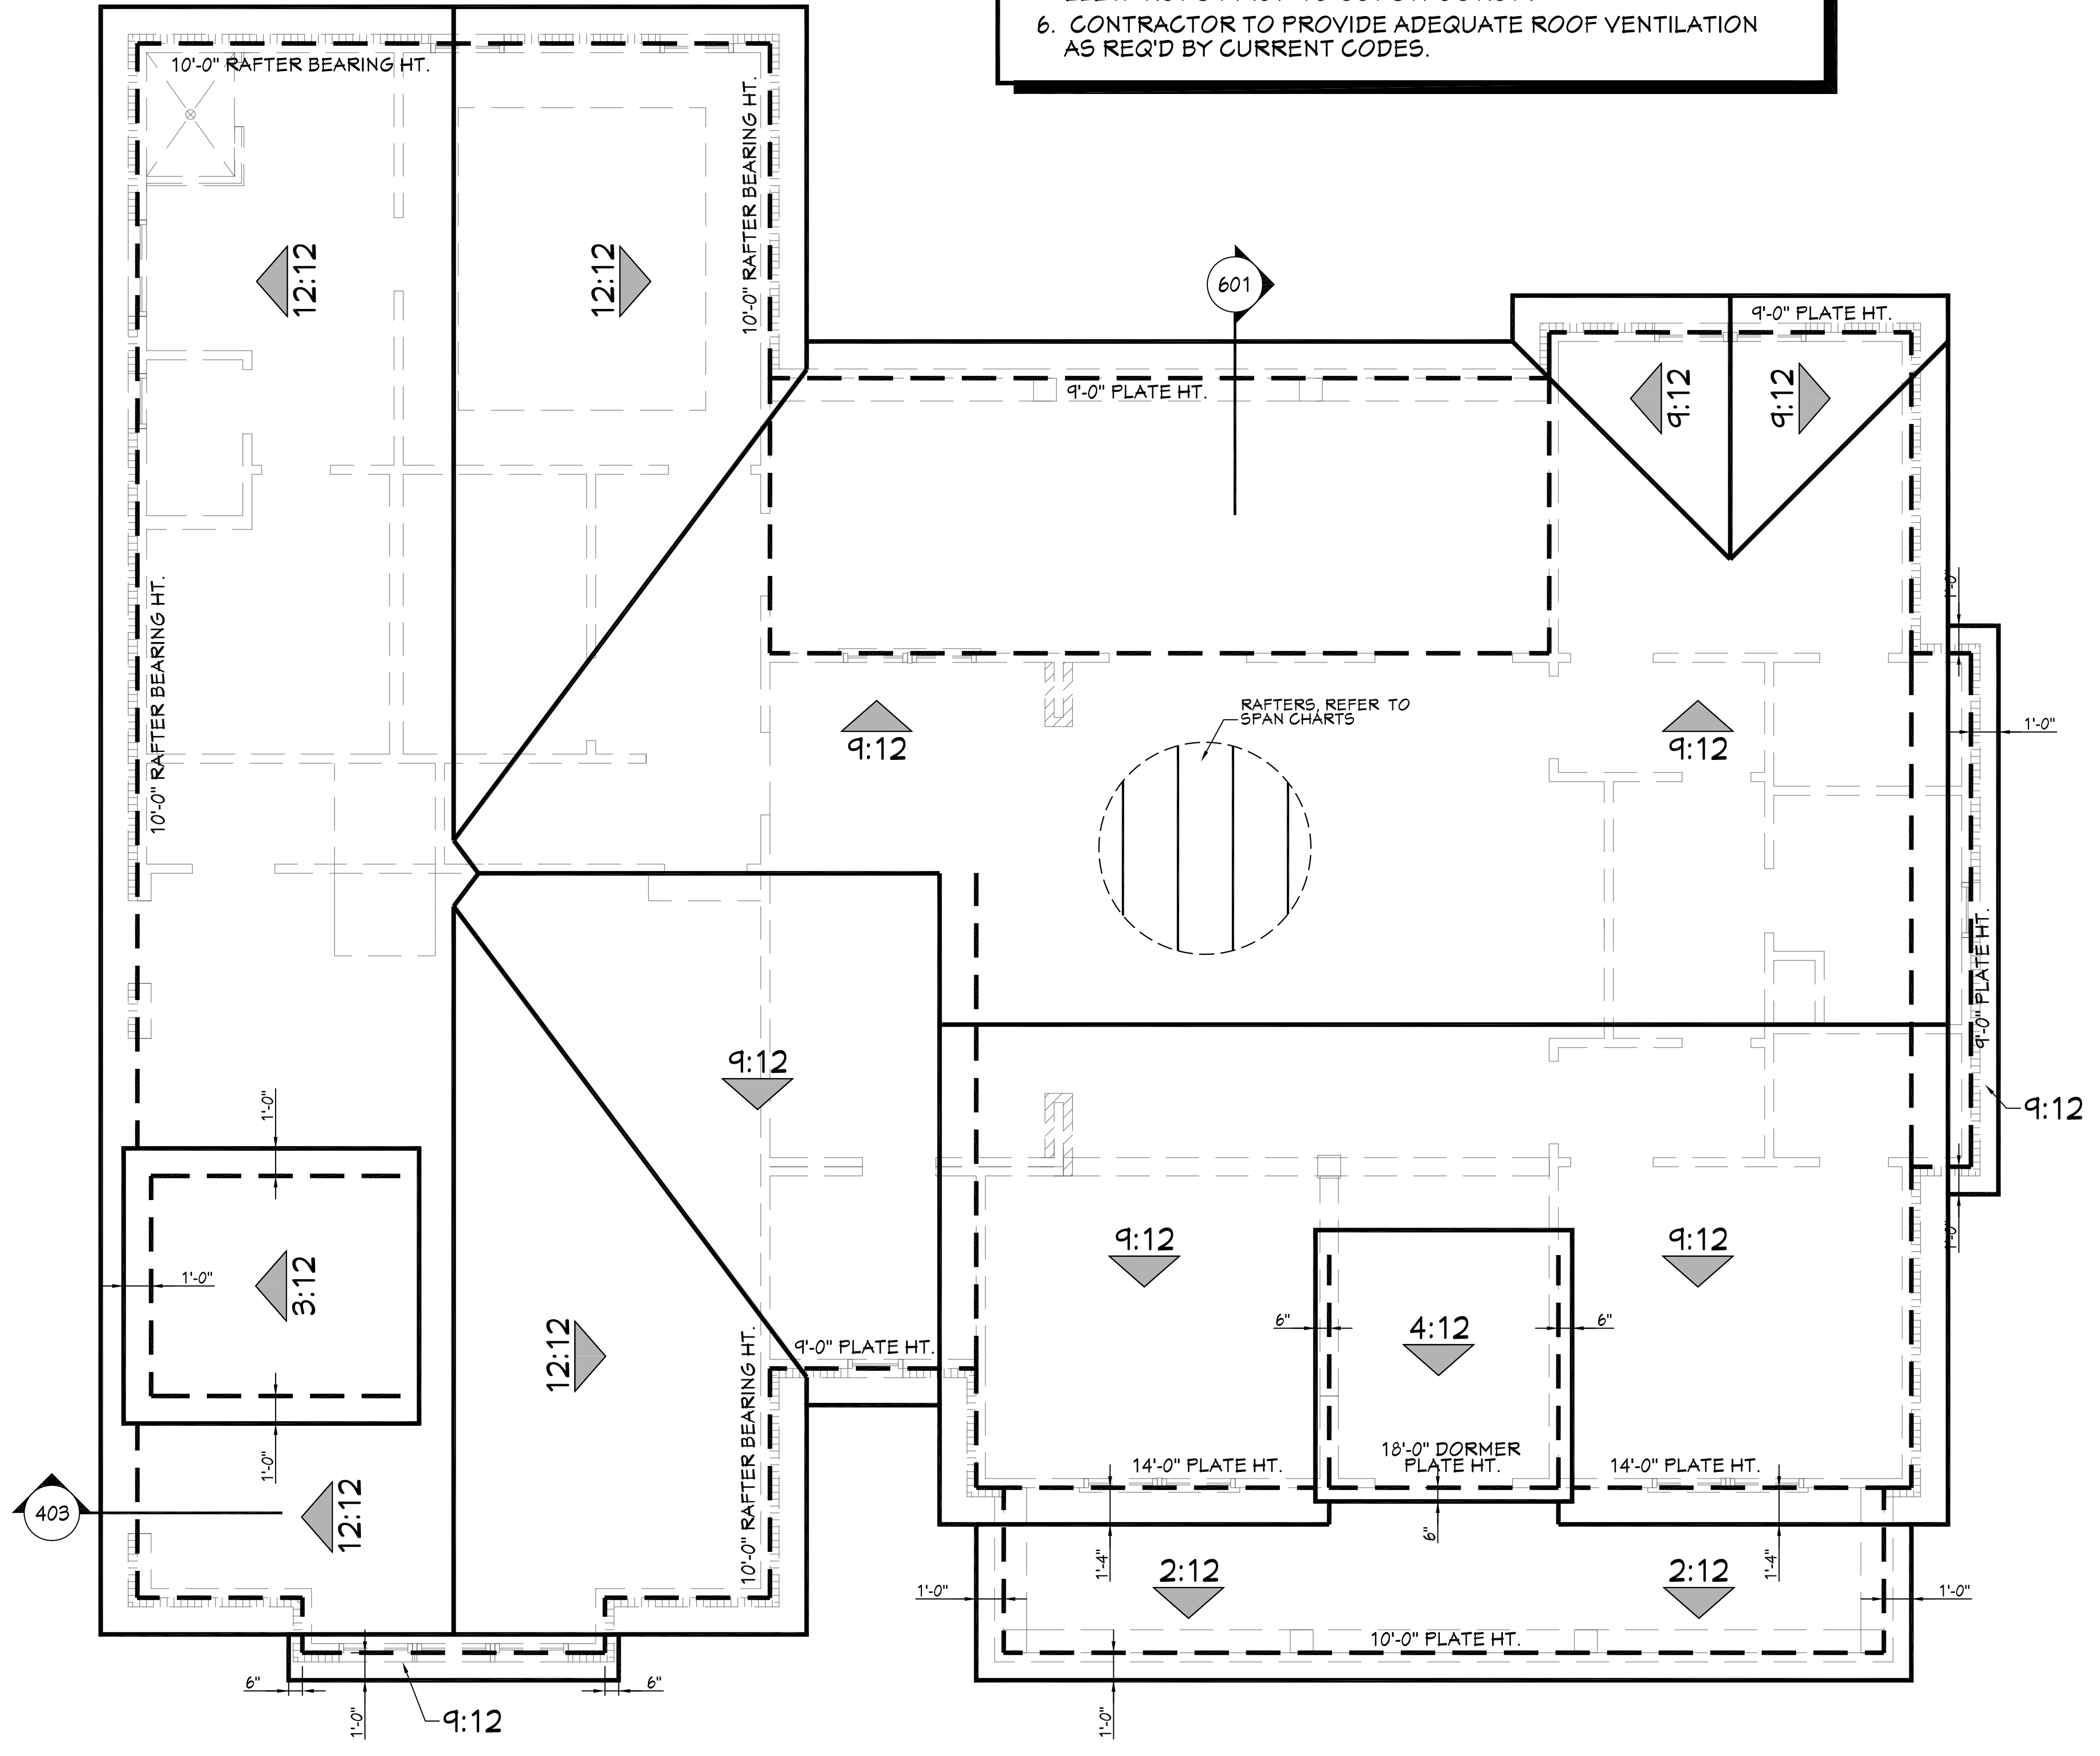 6. CONTRACTOR TO PROVIDE ADEQUATE ROOF VENTILATION
AS REQ'D BY CURRENT CODES.
10'-0" RAFTER BEARING HT.
10'-0" RAFTER BEARING HT.
12:12
12:12
601
9'-0" PLATE HT.
9'-0" PLATE HT.
9:12
9:12
1'-0"
10'-0" RAFTER BEARING HT.
RAFTERS, REFER TO
SPAN CHARTS
9:12
9:12
1'-0"
9'-0" PLATE HT.
9:12
1'-0"
9:12
1'-0"
9:12
9:12
3:12
1'-0"
6"
4:12
6"
9'-0" PLATE HT.
10'-0" RAFTER BEARING HT.
12:12
18'-0" DORMER
PLATE HT.
14'-0" PLATE HT.
14'-0" PLATE HT.
1'-0"
403
12:12
6"
1'-4"
1'-4"
2:12
2:12
1'-0"
1'-0"
10'-0" PLATE HT.
6"
6"
1'-0"
9:12
1'-0"